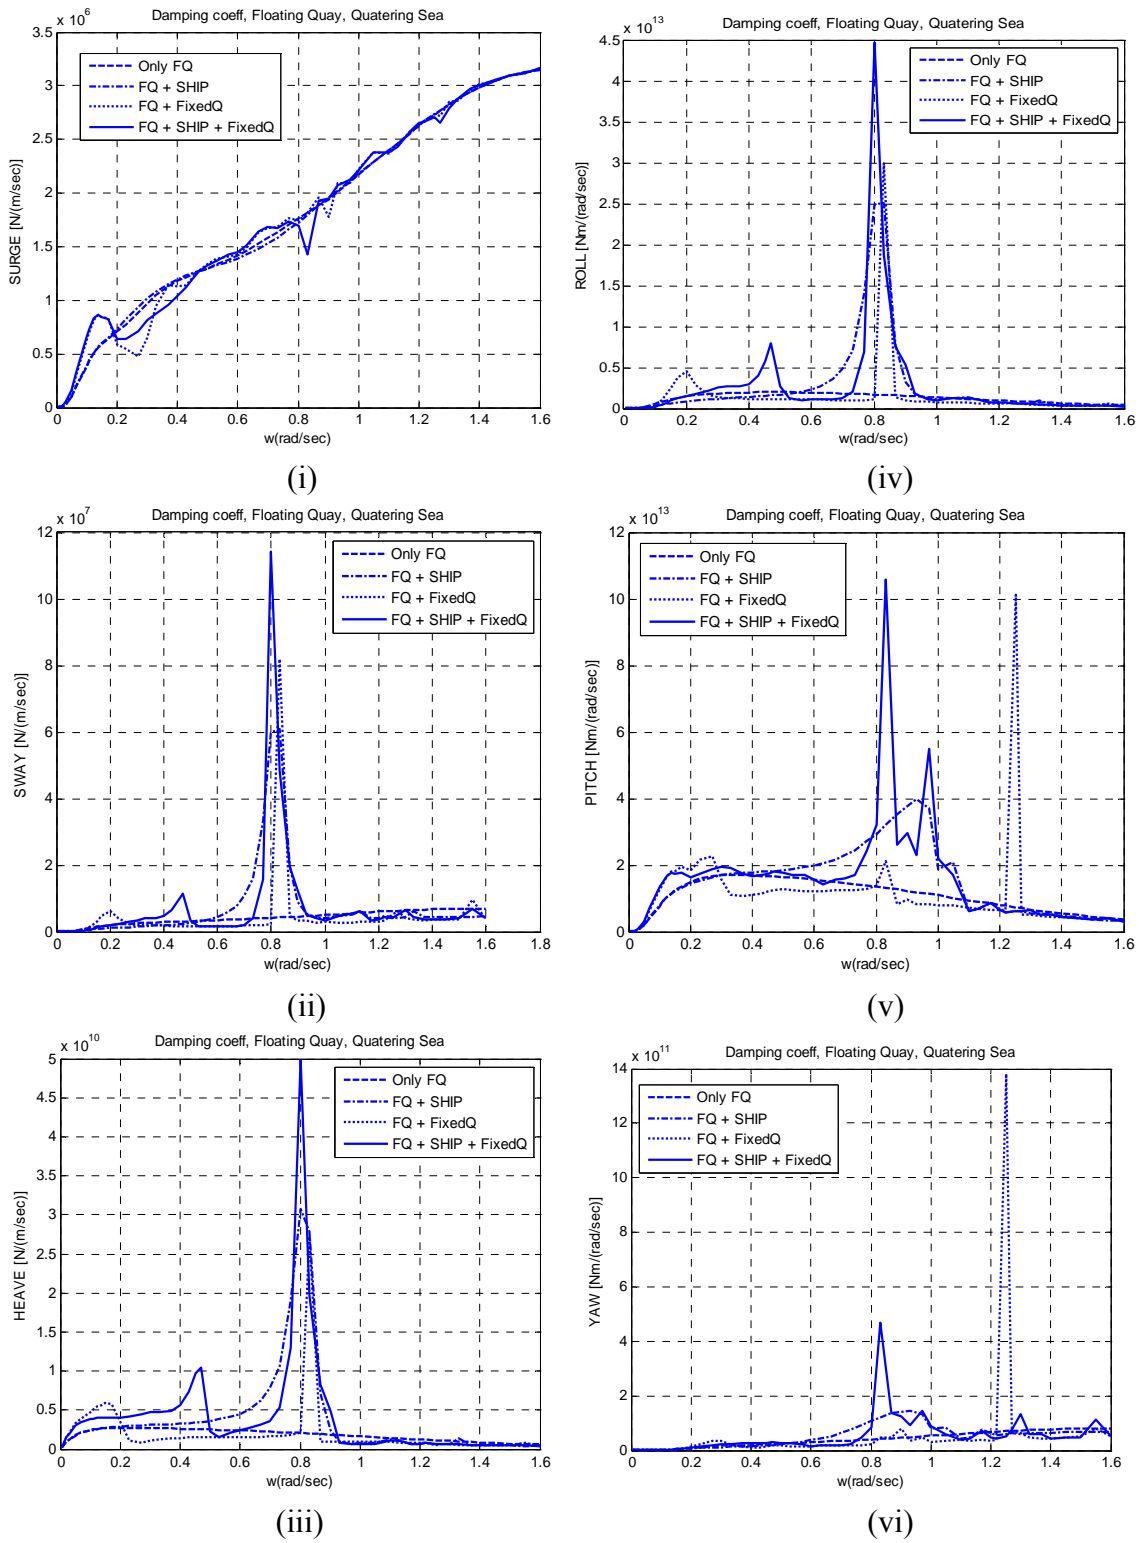 x 10^6
Damping coeff, Floating Quay, Quatering Sea
SURGE [N/(m/sec)]
3.5
3
2.5
2
1.5
1
0.5
0
Only FQ
FQ + SHIP
FQ + FixedQ
FQ + SHIP + FixedQ
0 0.2 0.4 0.6 0.8 1 1.2 1.4 1.6
w(rad/sec)
(i)
x 10^13
Damping coeff, Floating Quay, Quatering Sea
ROLL [Nm/(rad/sec)]
4.5
4
3.5
3
2.5
2
1.5
1
0.5
0
Only FQ
FQ + SHIP
FQ + FixedQ
FQ + SHIP + FixedQ
0 0.2 0.4 0.6 0.8 1 1.2 1.4 1.6
w(rad/sec)
(iv)
x 10^7
Damping coeff, Floating Quay, Quatering Sea
SWAY [N/(m/sec)]
12
10
8
6
4
2
0
Only FQ
FQ + SHIP
FQ + FixedQ
FQ + SHIP + FixedQ
0 0.2 0.4 0.6 0.8 1 1.2 1.4 1.6 1.8
w(rad/sec)
(ii)
x 10^13
Damping coeff, Floating Quay, Quatering Sea
PITCH [Nm/(rad/sec)]
12
10
8
6
4
2
0
Only FQ
FQ + SHIP
FQ + FixedQ
FQ + SHIP + FixedQ
0 0.2 0.4 0.6 0.8 1 1.2 1.4 1.6
w(rad/sec)
(v)
x 10^10
Damping coeff, Floating Quay, Quatering Sea
HEAVE [N/(m/sec)]
5
4.5
4
3.5
3
2.5
2
1.5
1
0.5
0
Only FQ
FQ + SHIP
FQ + FixedQ
FQ + SHIP + FixedQ
0 0.2 0.4 0.6 0.8 1 1.2 1.4 1.6
w(rad/sec)
(iii)
x 10^11
Damping coeff, Floating Quay, Quatering Sea
YAW [Nm/(rad/sec)]
14
12
10
8
6
4
2
0
Only FQ
FQ + SHIP
FQ + FixedQ
FQ + SHIP + FixedQ
0 0.2 0.4 0.6 0.8 1 1.2 1.4 1.6
w(rad/sec)
(vi)